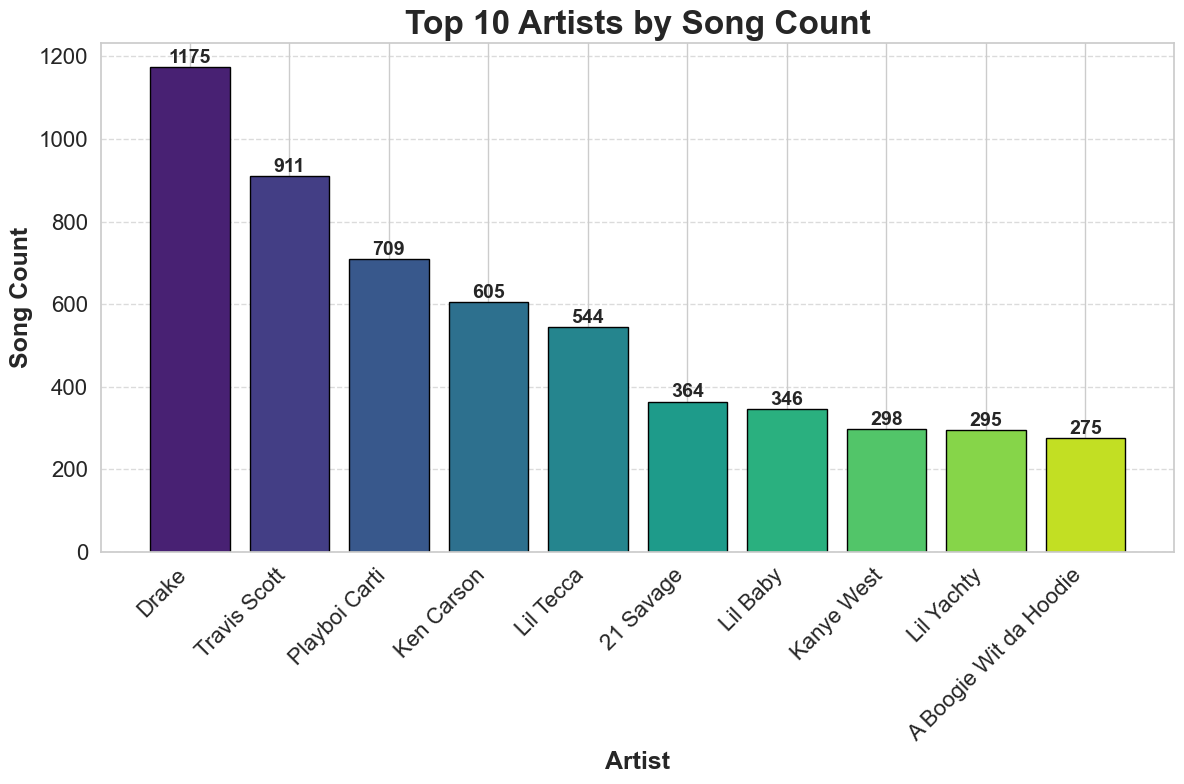 Top 10 Artists by Song Count
Song Count
1200
1000
800
600
400
200
0
1175
911
709
605
544
364
346
298
295
275
Drake
Travis Scott
Playboi Carti
Ken Carson
Lil Tecca
21 Savage
Lil Baby
Kanye West
Lil Yachty
A Boogie Wit da Hoodie
Artist